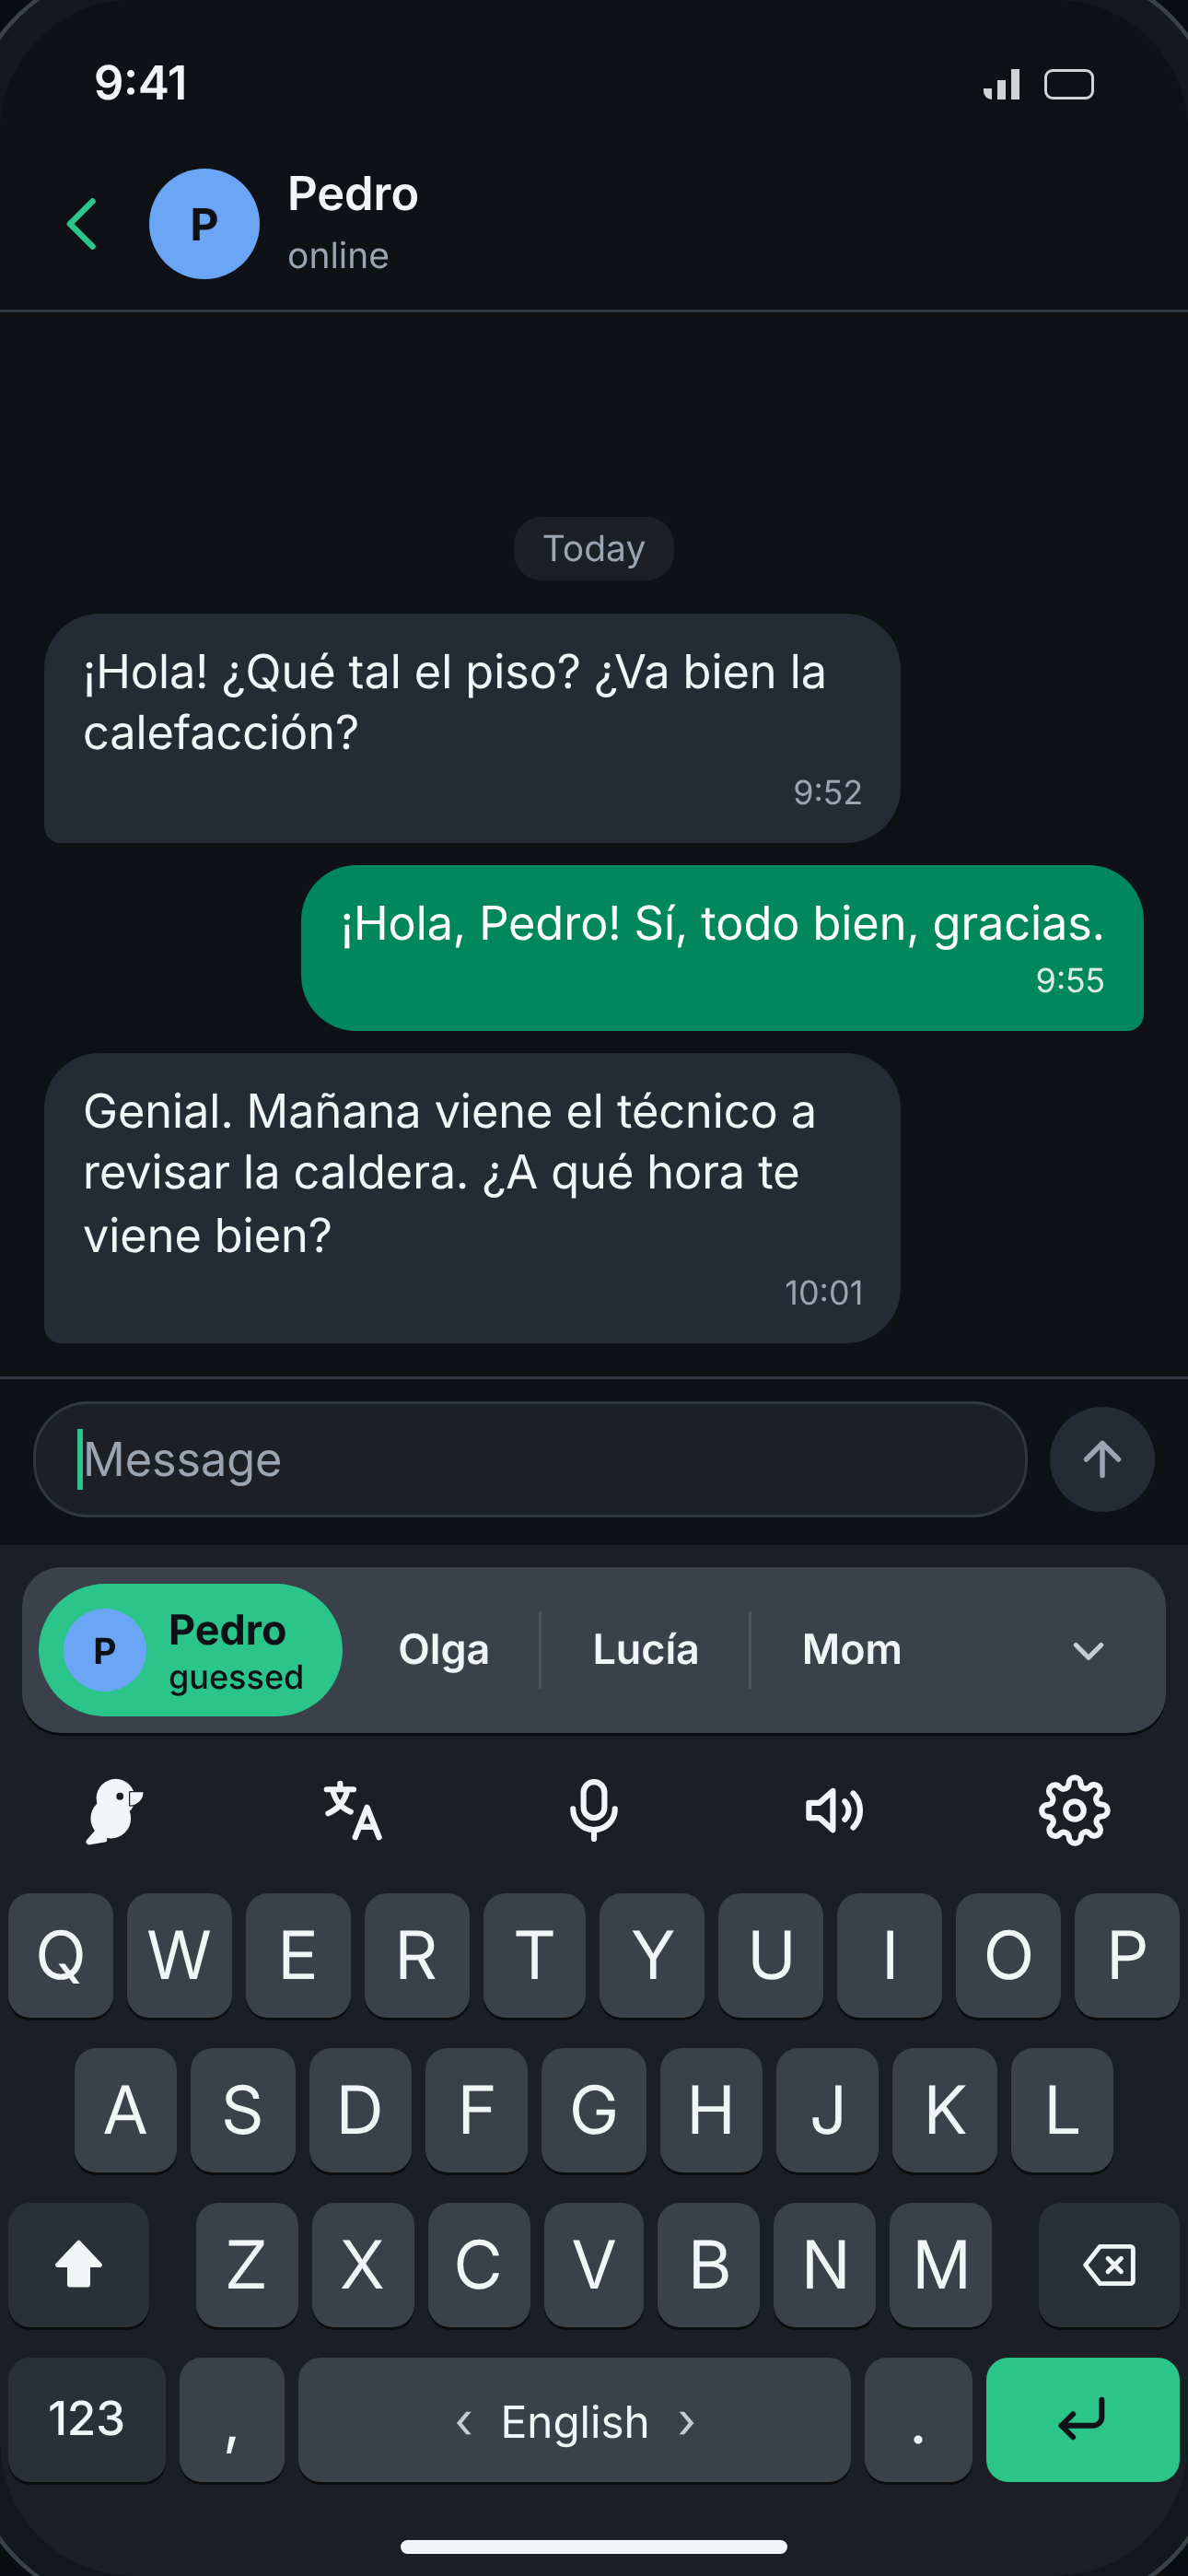 9:41
P
Pedro
online
Today
¡Hola! ¿Qué tal el piso? ¿Va bien la
calefacción?
9:52
¡Hola, Pedro! Sí, todo bien, gracias.
9:55
Genial. Mañana viene el técnico a
revisar la caldera. ¿A qué hora te
viene bien?
10:01
Message
P
Pedro
guessed
Olga
Lucía
Mom
文A
Q W E R T Y U I O P
A S D F G H J K L
Z X C V B N M
123 , ‹ English › .